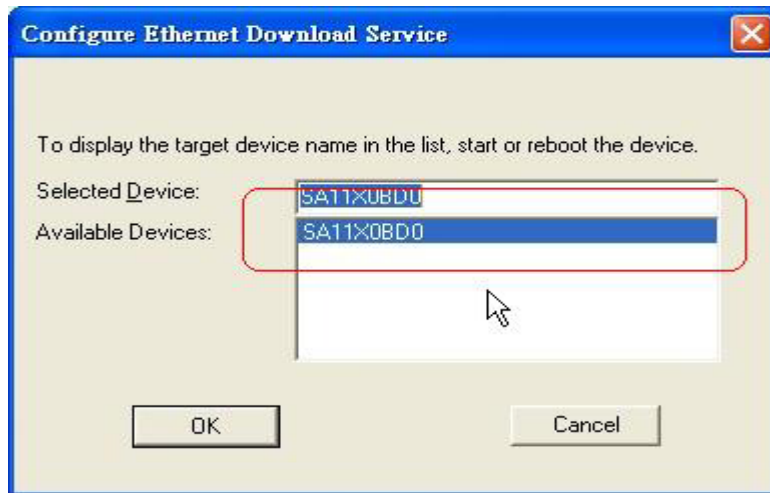 Configure Ethernet Download Service
To display the target device name in the list, start or reboot the device.
Selected Device:
SA11X0BD0
Available Devices:
SA11X0BD0
OK
Cancel